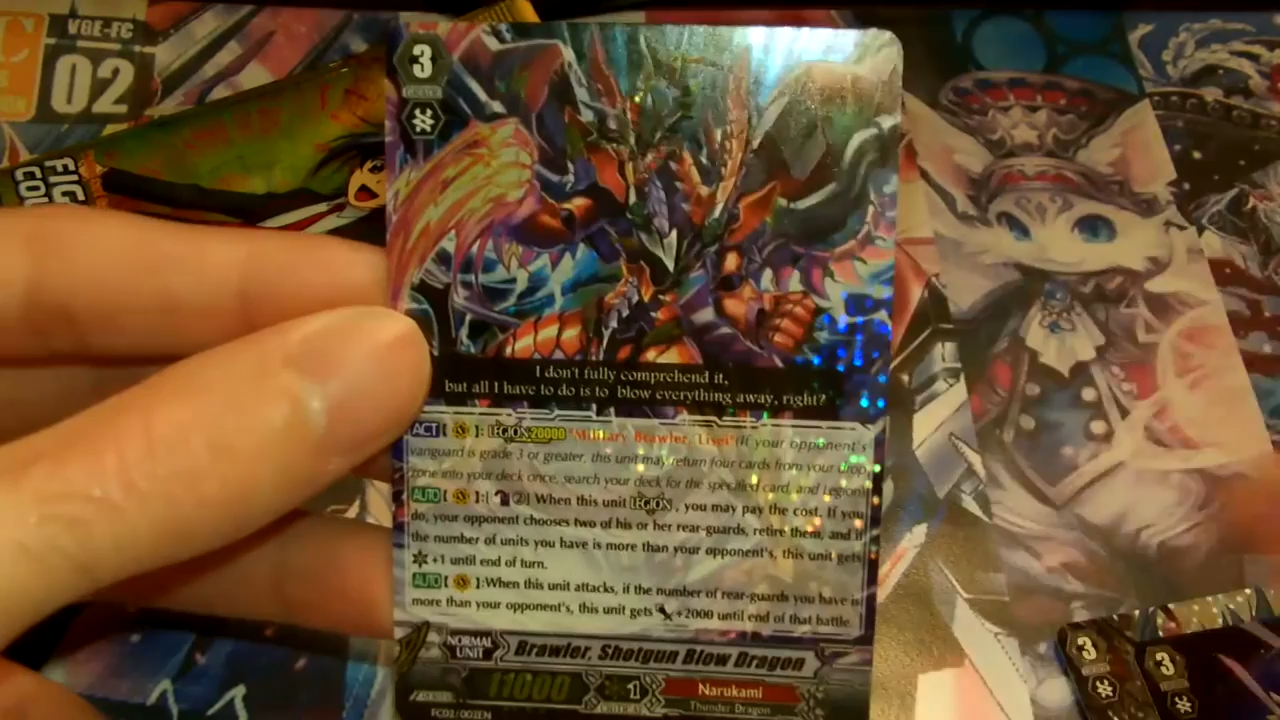 VGE-FC
02
FIG
COU
3
I don't fully comprehend it,
but all I have to do is to blow everything away, right?
ACT [ ]: LEGION 20000 "Military Brawler, Lisgi" (If your opponent's
vanguard is grade 3 or greater, this unit may return four cards from your drop
zone into your deck once, search your deck for the specified card, and Legion)
AUTO [ ]:[ ②] When this unit LEGION, you may pay the cost. If you
do, your opponent chooses two of his or her rear-guards, retire them, and if
the number of units you have is more than your opponent's, this unit gets
+1 until end of turn.
AUTO [ ]:When this unit attacks, if the number of rear-guards you have is
more than your opponent's, this unit gets +2000 until end of that battle.
NORMAL
UNIT
Brawler, Shotgun Blow Dragon
11000
1
Narukami
Thunder Dragon
FC02/002EN
3
3